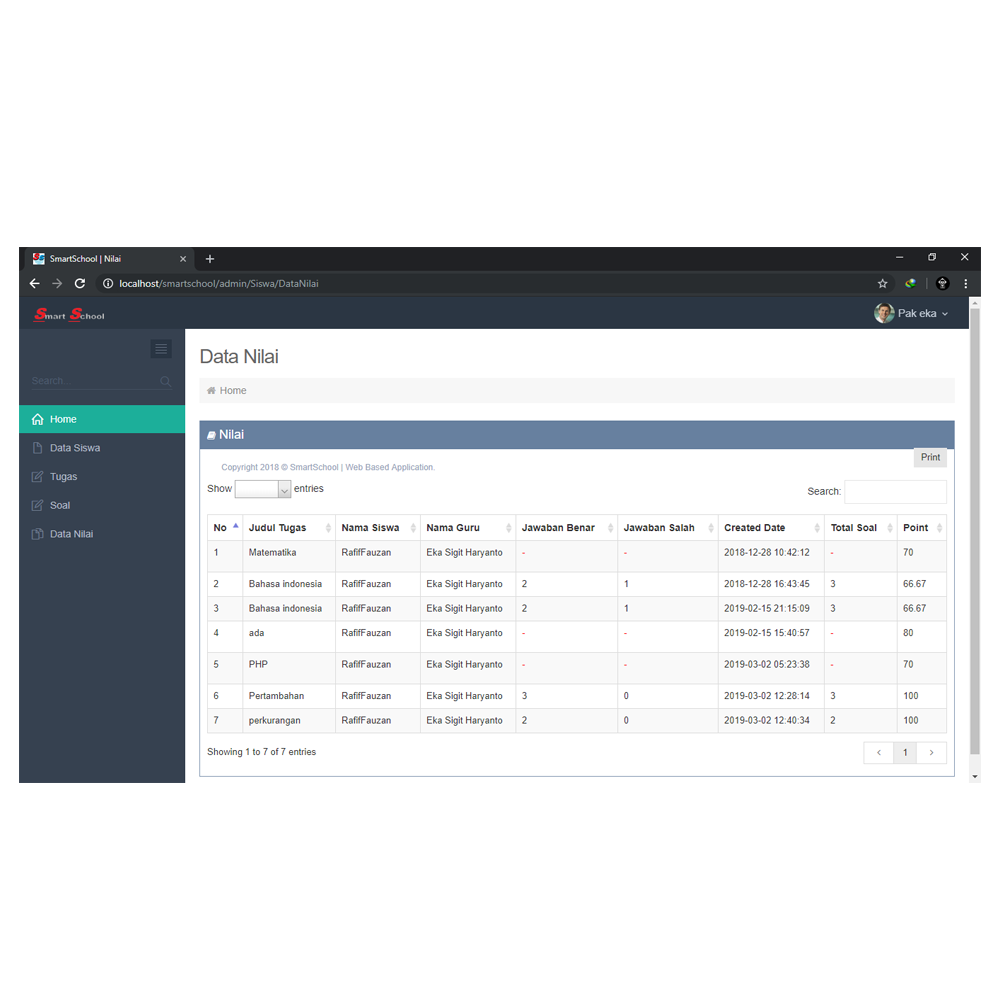 SmartSchool | Nilai
localhost/smartschool/admin/Siswa/DataNilai
Smart School
Pak eka
Search...
Home
Data Siswa
Tugas
Soal
Data Nilai
Data Nilai
Home
Nilai
Print
Copyright 2018 © SmartSchool | Web Based Application.
Show entries
Search:
No Judul Tugas Nama Siswa Nama Guru Jawaban Benar Jawaban Salah Created Date Total Soal Point
1 Matematika RafifFauzan Eka Sigit Haryanto - - 2018-12-28 10:42:12 - 70
2 Bahasa indonesia RafifFauzan Eka Sigit Haryanto 2 1 2018-12-28 16:43:45 3 66.67
3 Bahasa indonesia RafifFauzan Eka Sigit Haryanto 2 1 2019-02-15 21:15:09 3 66.67
4 ada RafifFauzan Eka Sigit Haryanto - - 2019-02-15 15:40:57 - 80
5 PHP RafifFauzan Eka Sigit Haryanto - - 2019-03-02 05:23:38 - 70
6 Pertambahan RafifFauzan Eka Sigit Haryanto 3 0 2019-03-02 12:28:14 3 100
7 perkurangan RafifFauzan Eka Sigit Haryanto 2 0 2019-03-02 12:40:34 2 100
Showing 1 to 7 of 7 entries
< 1 >